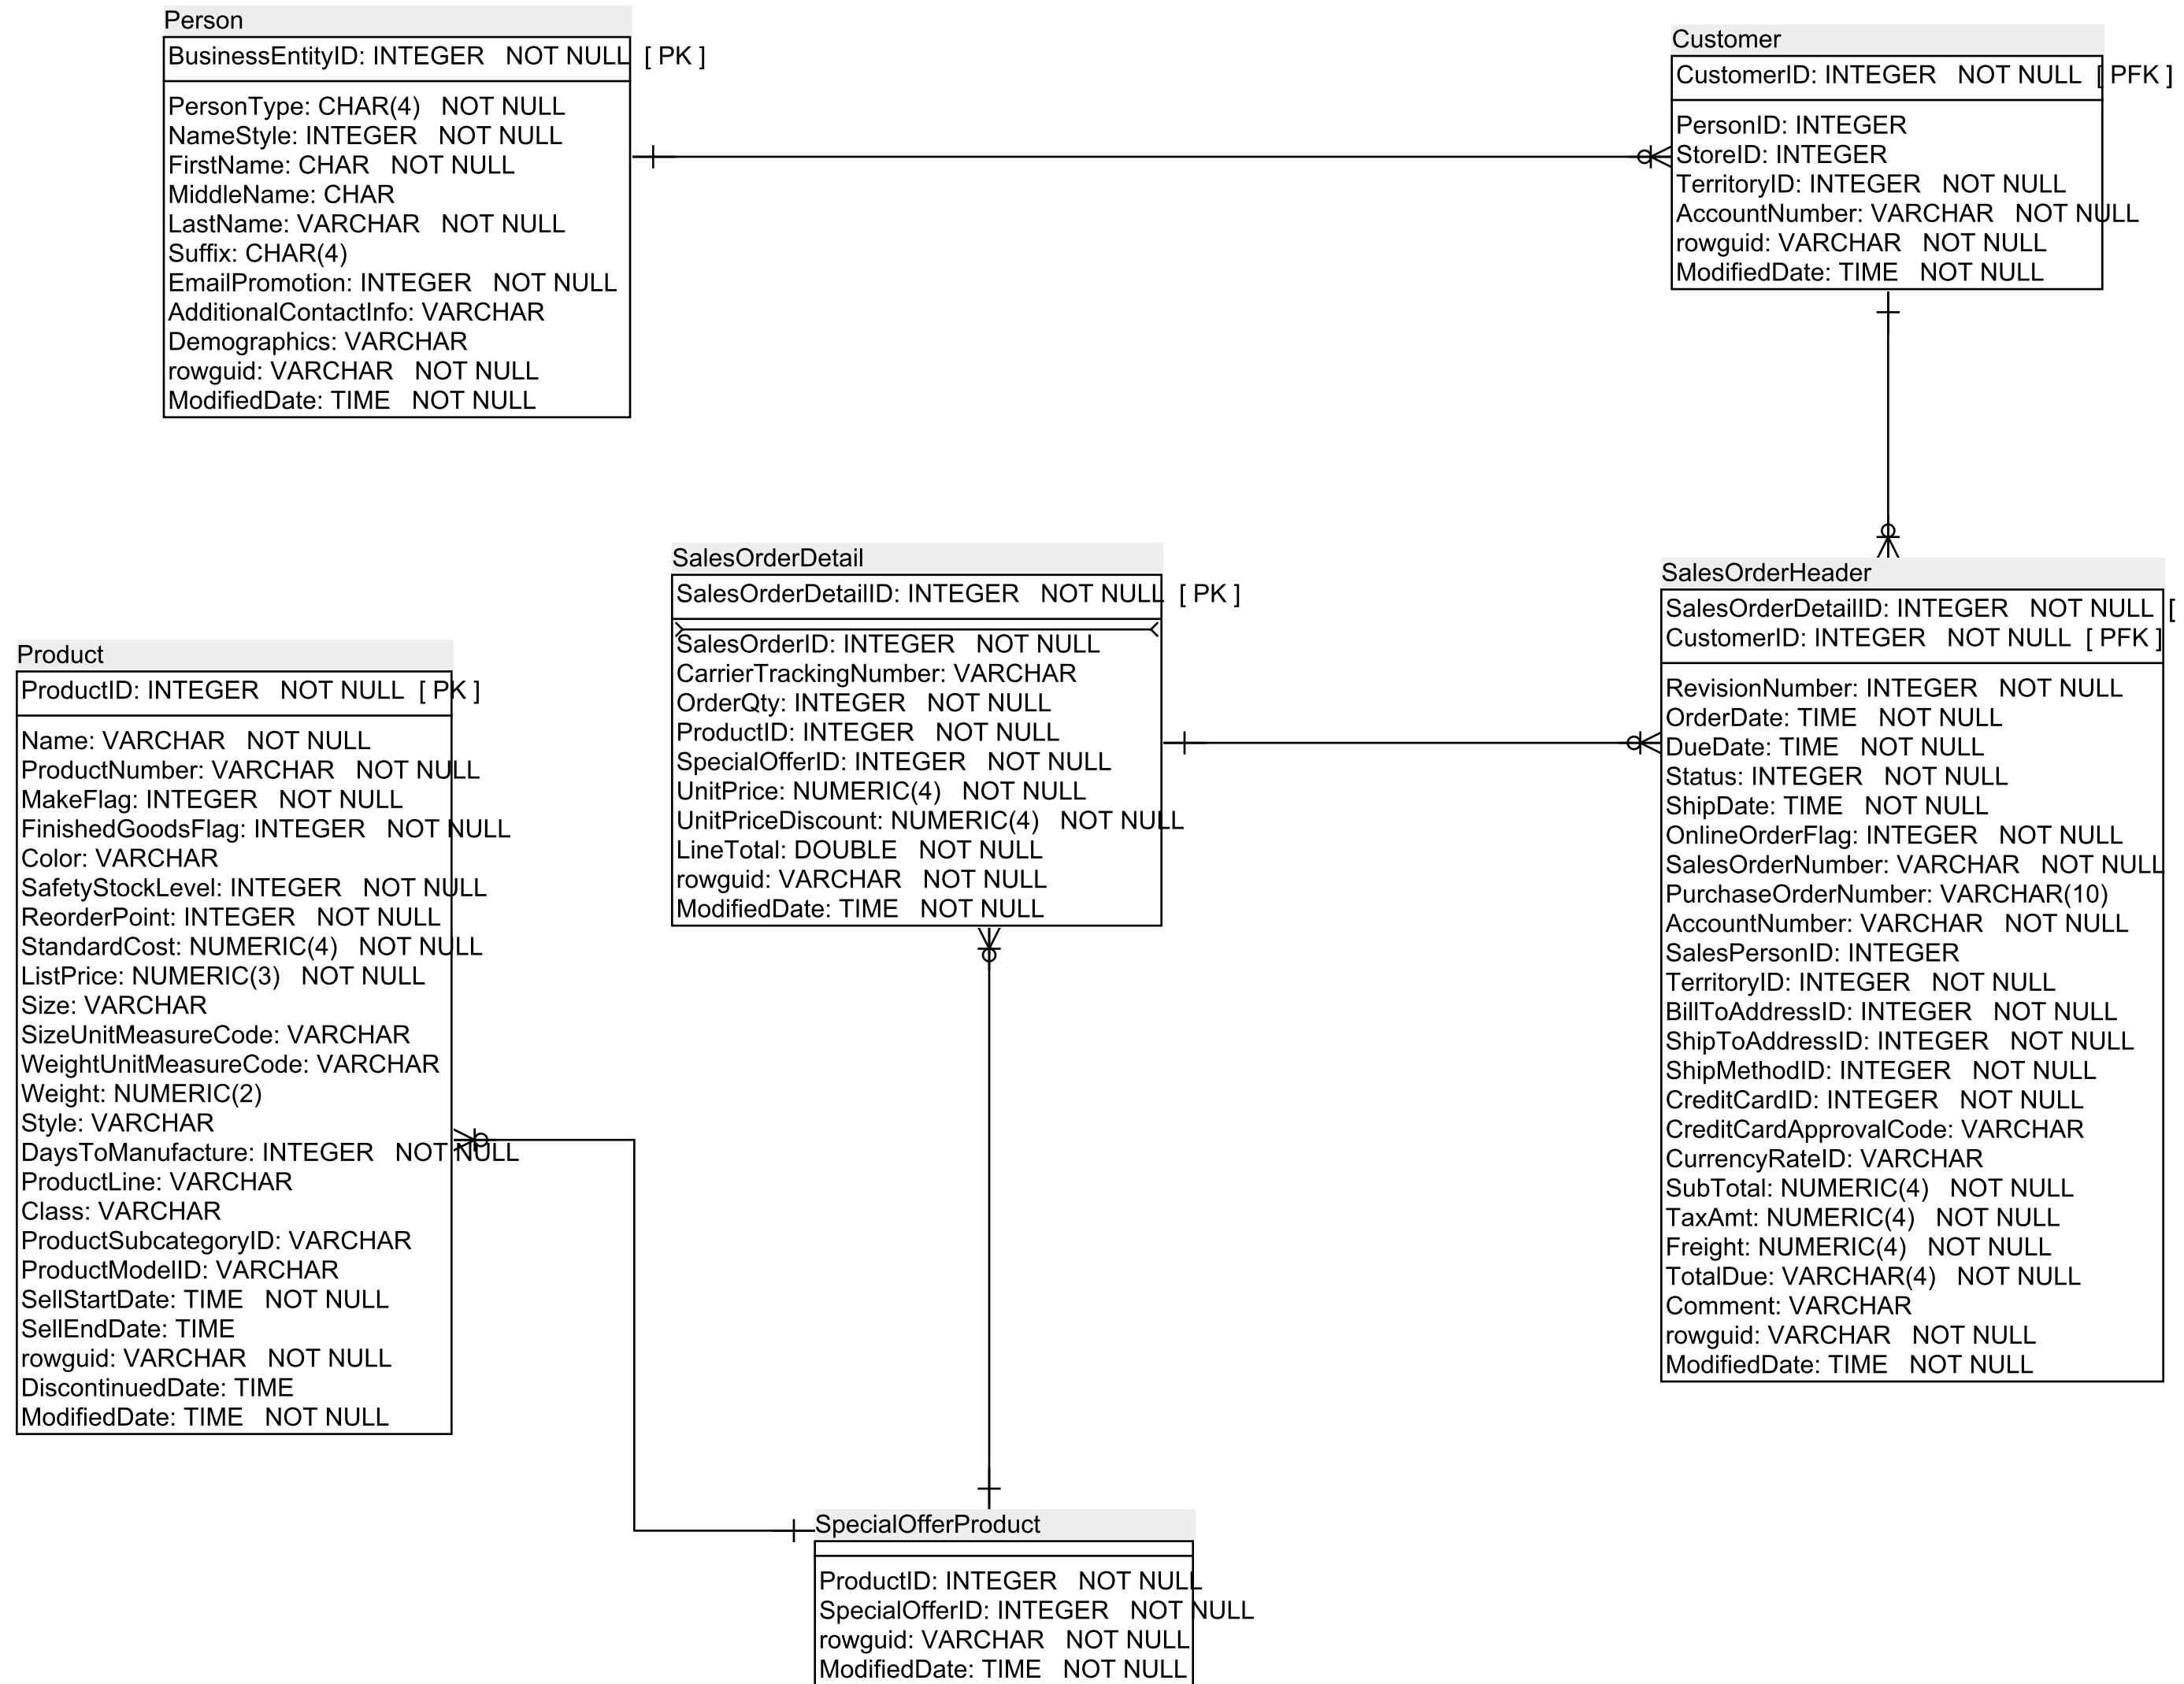 Person
BusinessEntityID: INTEGER NOT NULL [ PK ]
PersonType: CHAR(4) NOT NULL
NameStyle: INTEGER NOT NULL
FirstName: CHAR NOT NULL
MiddleName: CHAR
LastName: VARCHAR NOT NULL
Suffix: CHAR(4)
EmailPromotion: INTEGER NOT NULL
AdditionalContactInfo: VARCHAR
Demographics: VARCHAR
rowguid: VARCHAR NOT NULL
ModifiedDate: TIME NOT NULL
Customer
CustomerID: INTEGER NOT NULL [ PFK ]
PersonID: INTEGER
StoreID: INTEGER
TerritoryID: INTEGER NOT NULL
AccountNumber: VARCHAR NOT NULL
rowguid: VARCHAR NOT NULL
ModifiedDate: TIME NOT NULL
Product
ProductID: INTEGER NOT NULL [ PK ]
Name: VARCHAR NOT NULL
ProductNumber: VARCHAR NOT NULL
MakeFlag: INTEGER NOT NULL
FinishedGoodsFlag: INTEGER NOT NULL
Color: VARCHAR
SafetyStockLevel: INTEGER NOT NULL
ReorderPoint: INTEGER NOT NULL
StandardCost: NUMERIC(4) NOT NULL
ListPrice: NUMERIC(3) NOT NULL
Size: VARCHAR
SizeUnitMeasureCode: VARCHAR
WeightUnitMeasureCode: VARCHAR
Weight: NUMERIC(2)
Style: VARCHAR
DaysToManufacture: INTEGER NOT NULL
ProductLine: VARCHAR
Class: VARCHAR
ProductSubcategoryID: VARCHAR
ProductModelID: VARCHAR
SellStartDate: TIME NOT NULL
SellEndDate: TIME
rowguid: VARCHAR NOT NULL
DiscontinuedDate: TIME
ModifiedDate: TIME NOT NULL
SalesOrderDetail
SalesOrderDetailID: INTEGER NOT NULL [ PK ]
SalesOrderID: INTEGER NOT NULL
CarrierTrackingNumber: VARCHAR
OrderQty: INTEGER NOT NULL
ProductID: INTEGER NOT NULL
SpecialOfferID: INTEGER NOT NULL
UnitPrice: NUMERIC(4) NOT NULL
UnitPriceDiscount: NUMERIC(4) NOT NULL
LineTotal: DOUBLE NOT NULL
rowguid: VARCHAR NOT NULL
ModifiedDate: TIME NOT NULL
SalesOrderHeader
SalesOrderDetailID: INTEGER NOT NULL [
CustomerID: INTEGER NOT NULL [ PFK ]
RevisionNumber: INTEGER NOT NULL
OrderDate: TIME NOT NULL
DueDate: TIME NOT NULL
Status: INTEGER NOT NULL
ShipDate: TIME NOT NULL
OnlineOrderFlag: INTEGER NOT NULL
SalesOrderNumber: VARCHAR NOT NULL
PurchaseOrderNumber: VARCHAR(10)
AccountNumber: VARCHAR NOT NULL
SalesPersonID: INTEGER
TerritoryID: INTEGER NOT NULL
BillToAddressID: INTEGER NOT NULL
ShipToAddressID: INTEGER NOT NULL
ShipMethodID: INTEGER NOT NULL
CreditCardID: INTEGER NOT NULL
CreditCardApprovalCode: VARCHAR
CurrencyRateID: VARCHAR
SubTotal: NUMERIC(4) NOT NULL
TaxAmt: NUMERIC(4) NOT NULL
Freight: NUMERIC(4) NOT NULL
TotalDue: VARCHAR(4) NOT NULL
Comment: VARCHAR
rowguid: VARCHAR NOT NULL
ModifiedDate: TIME NOT NULL
SpecialOfferProduct
ProductID: INTEGER NOT NULL
SpecialOfferID: INTEGER NOT NULL
rowguid: VARCHAR NOT NULL
ModifiedDate: TIME NOT NULL